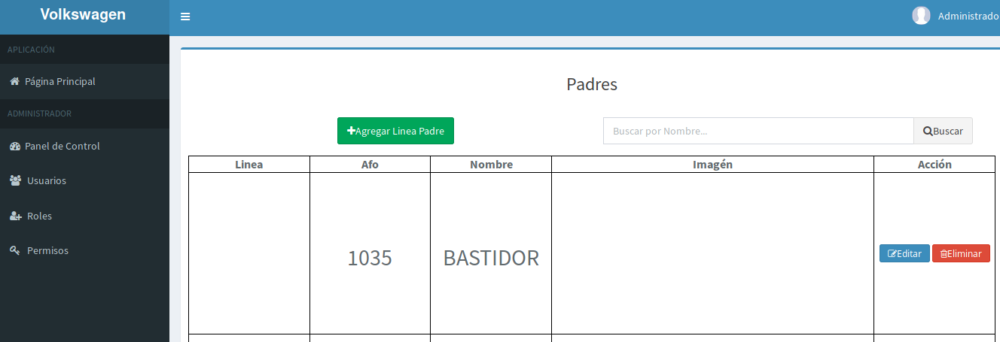 Volkswagen
Administrado
APLICACIÓN
Página Principal
ADMINISTRADOR
Panel de Control
Usuarios
Roles
Permisos
Padres
Agregar Linea Padre
Buscar por Nombre...
Buscar
Linea Afo Nombre Imagén Acción
1035 BASTIDOR Editar Eliminar